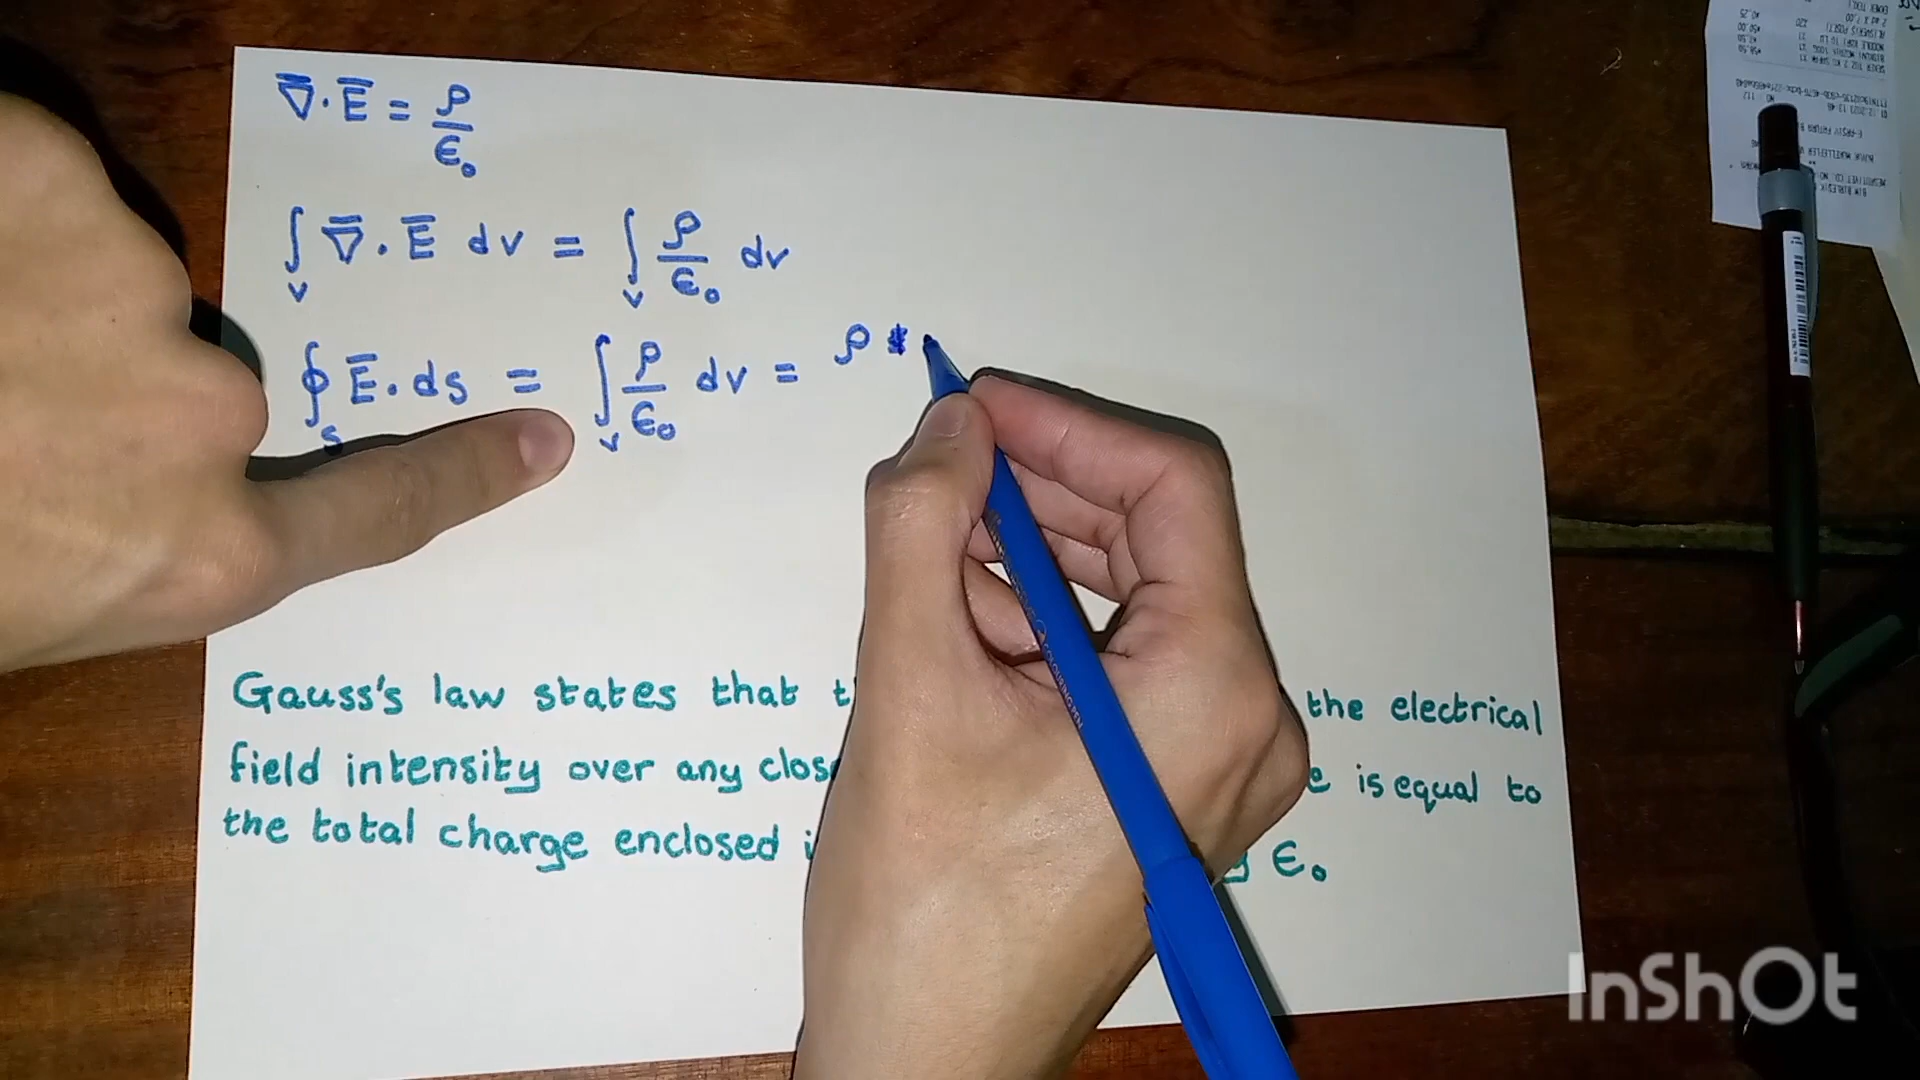 ∇̅ · E̅ = ρ/ϵ₀
∫ᵥ ∇̅ · E̅ dv = ∫ᵥ ρ/ϵ₀ dv
∮ₛ E̅ · ds = ∫ᵥ ρ/ϵ₀ dv = ρ *
Gauss's law states that the electrical
field intensity over any is equal to
the total charge enclosed ϵ₀
InShOt